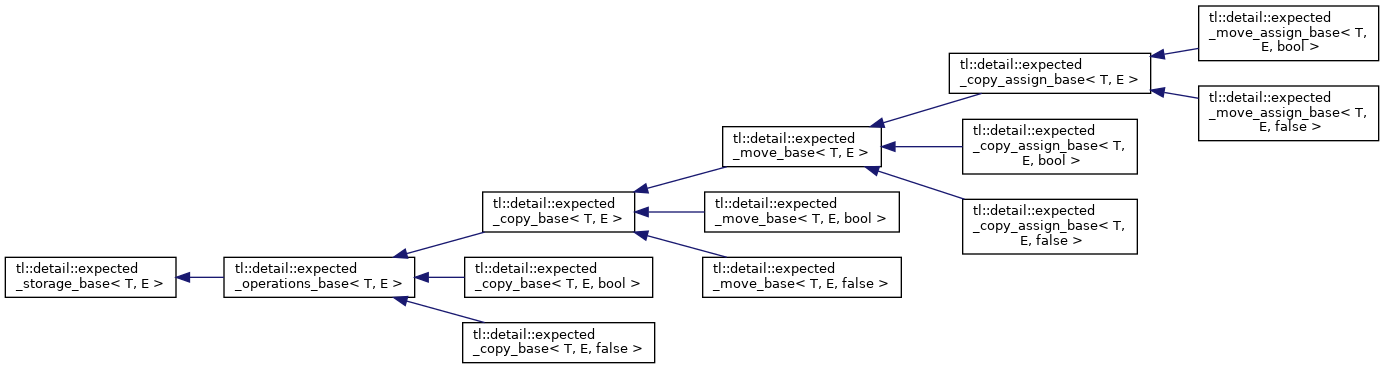 tl::detail::expected
_storage_base< T, E >
tl::detail::expected
_operations_base< T, E >
tl::detail::expected
_copy_base< T, E >
tl::detail::expected
_copy_base< T, E, bool >
tl::detail::expected
_copy_base< T, E, false >
tl::detail::expected
_move_base< T, E >
tl::detail::expected
_move_base< T, E, bool >
tl::detail::expected
_move_base< T, E, false >
tl::detail::expected
_copy_assign_base< T, E >
tl::detail::expected
_copy_assign_base< T,
E, bool >
tl::detail::expected
_copy_assign_base< T,
E, false >
tl::detail::expected
_move_assign_base< T,
E, bool >
tl::detail::expected
_move_assign_base< T,
E, false >